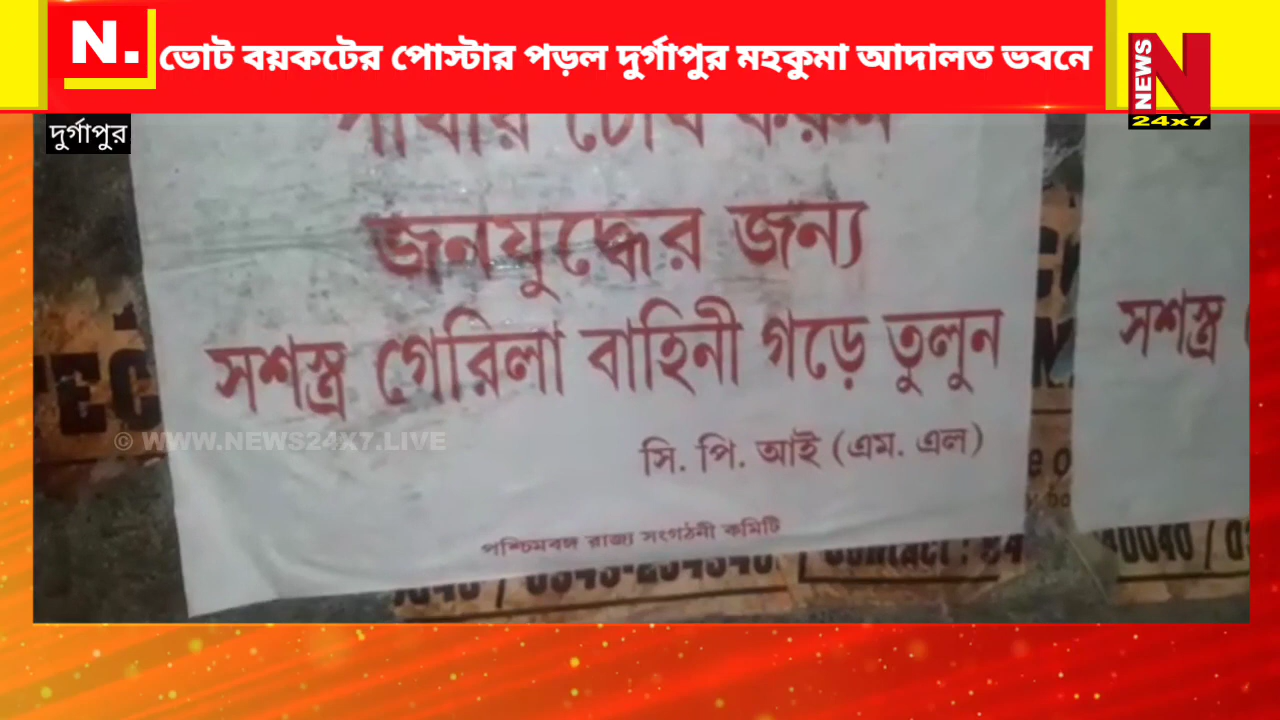 N.
ভোট বয়কটের পোস্টার পড়ল দুর্গাপুর মহকুমা আদালত ভবনে
NEWS
N
24x7
দুর্গাপুর
জনযুদ্ধের জন্য
সশস্ত্র গেরিলা বাহিনী গড়ে তুলুন
সশস্ত্র
© WWW.NEWS24X7.LIVE
সি. পি. আই (এম. এল)
পশ্চিমবঙ্গ রাজ্য সংগঠনী কমিটি